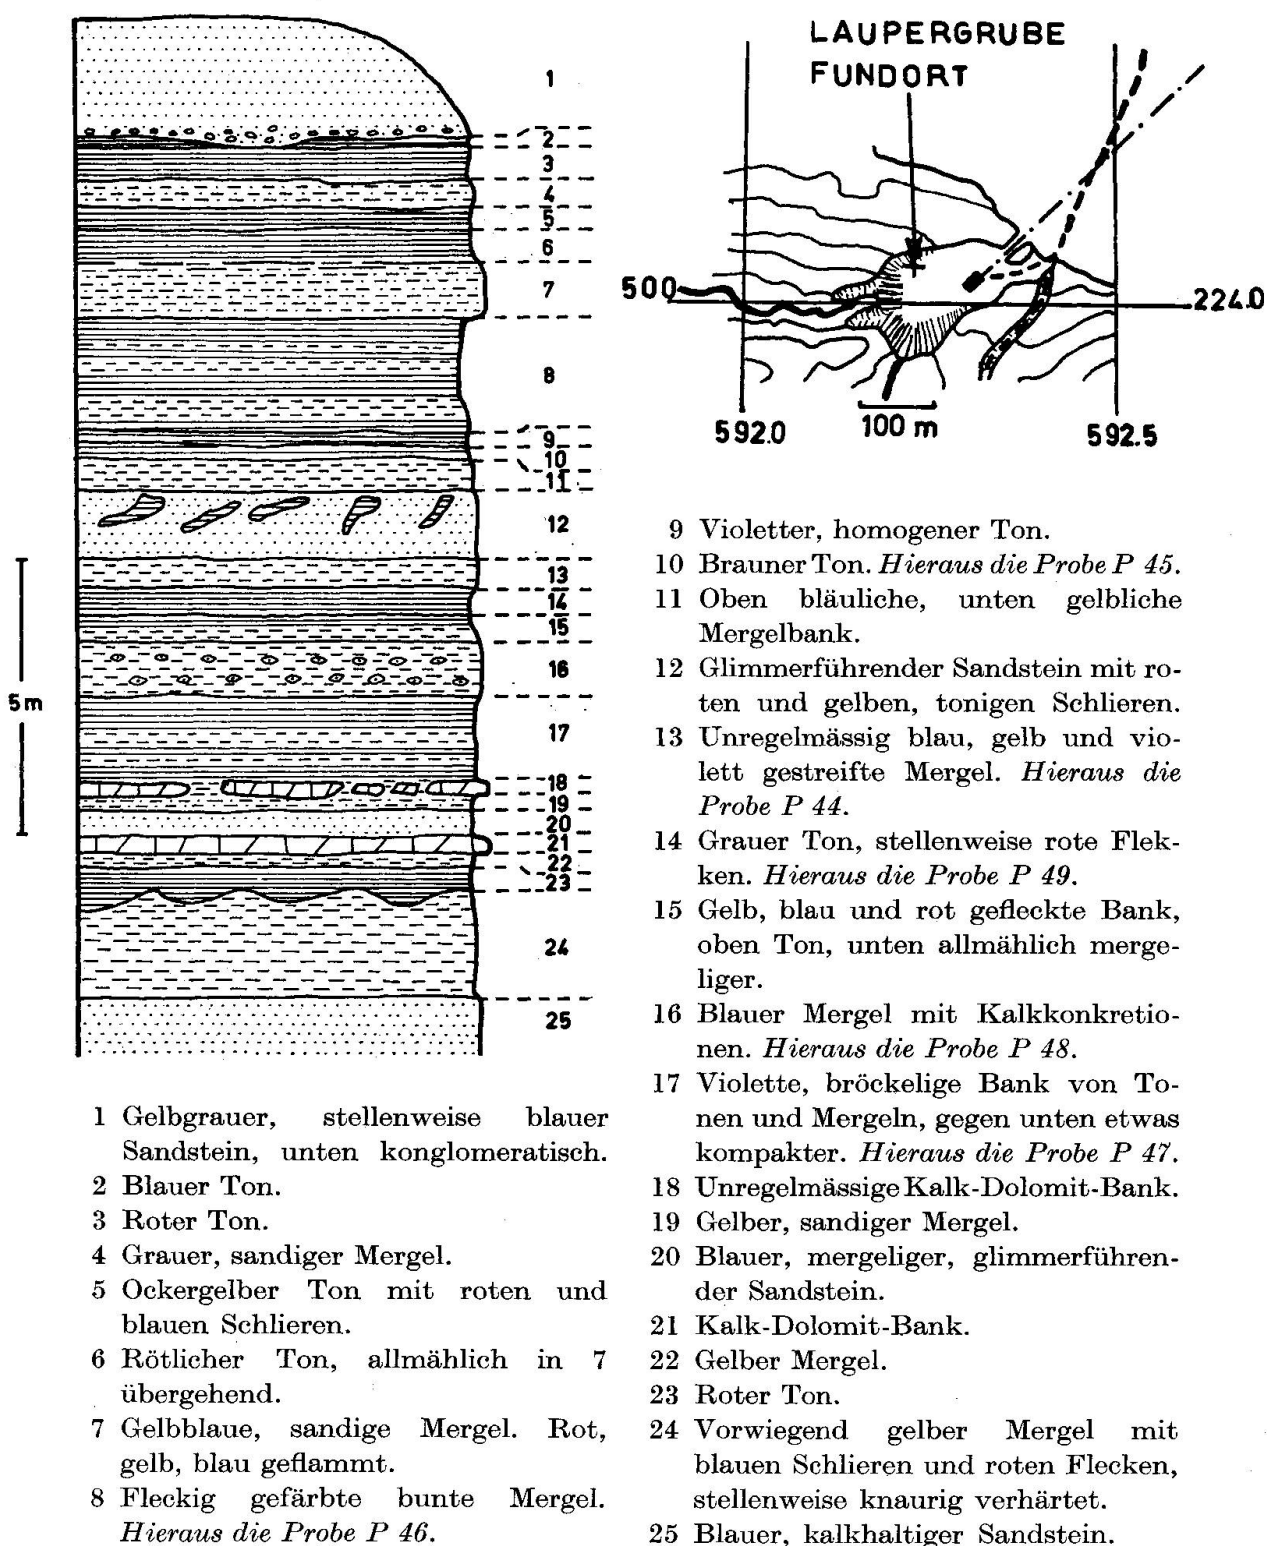 1
2
3
4
5
6
7
8
9
10
11
12
13
14
15
16
17
18
19
20
21
22
23
24
25
5m
LAUPERGRUBE
FUNDORT
500
224.0
592.0
100 m
592.5
1 Gelbgrauer, stellenweise blauer
Sandstein, unten konglomeratisch.
2 Blauer Ton.
3 Roter Ton.
4 Grauer, sandiger Mergel.
5 Ockergelber Ton mit roten und
blauen Schlieren.
6 Rötlicher Ton, allmählich in 7
übergehend.
7 Gelbblaue, sandige Mergel. Rot,
gelb, blau geflammt.
8 Fleckig gefärbte bunte Mergel.
Hieraus die Probe P 46.
9 Violetter, homogener Ton.
10 Brauner Ton. Hieraus die Probe P 45.
11 Oben bläuliche, unten gelbliche
Mergelbank.
12 Glimmerführender Sandstein mit ro-
ten und gelben, tonigen Schlieren.
13 Unregelmässig blau, gelb und vio-
lett gestreifte Mergel. Hieraus die
Probe P 44.
14 Grauer Ton, stellenweise rote Flek-
ken. Hieraus die Probe P 49.
15 Gelb, blau und rot gefleckte Bank,
oben Ton, unten allmählich merge-
liger.
16 Blauer Mergel mit Kalkkonkretio-
nen. Hieraus die Probe P 48.
17 Violette, bröckelige Bank von To-
nen und Mergeln, gegen unten etwas
kompakter. Hieraus die Probe P 47.
18 Unregelmässige Kalk-Dolomit-Bank.
19 Gelber, sandiger Mergel.
20 Blauer, mergeliger, glimmerführen-
der Sandstein.
21 Kalk-Dolomit-Bank.
22 Gelber Mergel.
23 Roter Ton.
24 Vorwiegend gelber Mergel mit
blauen Schlieren und roten Flecken,
stellenweise knaurig verhärtet.
25 Blauer, kalkhaltiger Sandstein.